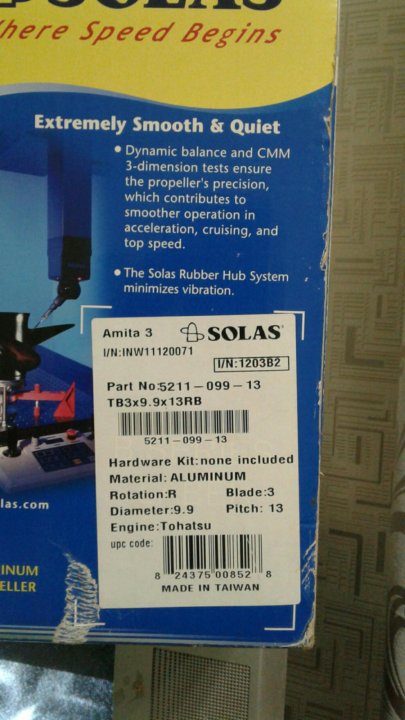 SOLAS
here Speed Begins
Extremely Smooth & Quiet
• Dynamic balance and CMM
3-dimension tests ensure
the propeller's precision,
which contributes to
smoother operation in
acceleration, cruising, and
top speed.
• The Solas Rubber Hub System
minimizes vibration.
Amita 3 SOLAS
I/N:INW11120071
I/N:1203B2
Part No:5211-099-13
TB3x9.9x13RB
5211-099-13
Hardware Kit:none included
Material: ALUMINUM
Rotation:R Blade:3
Diameter:9.9 Pitch: 13
Engine:Tohatsu
upc code:
8 24375 00852 8
MADE IN TAIWAN
las.com
MINUM
ELLER